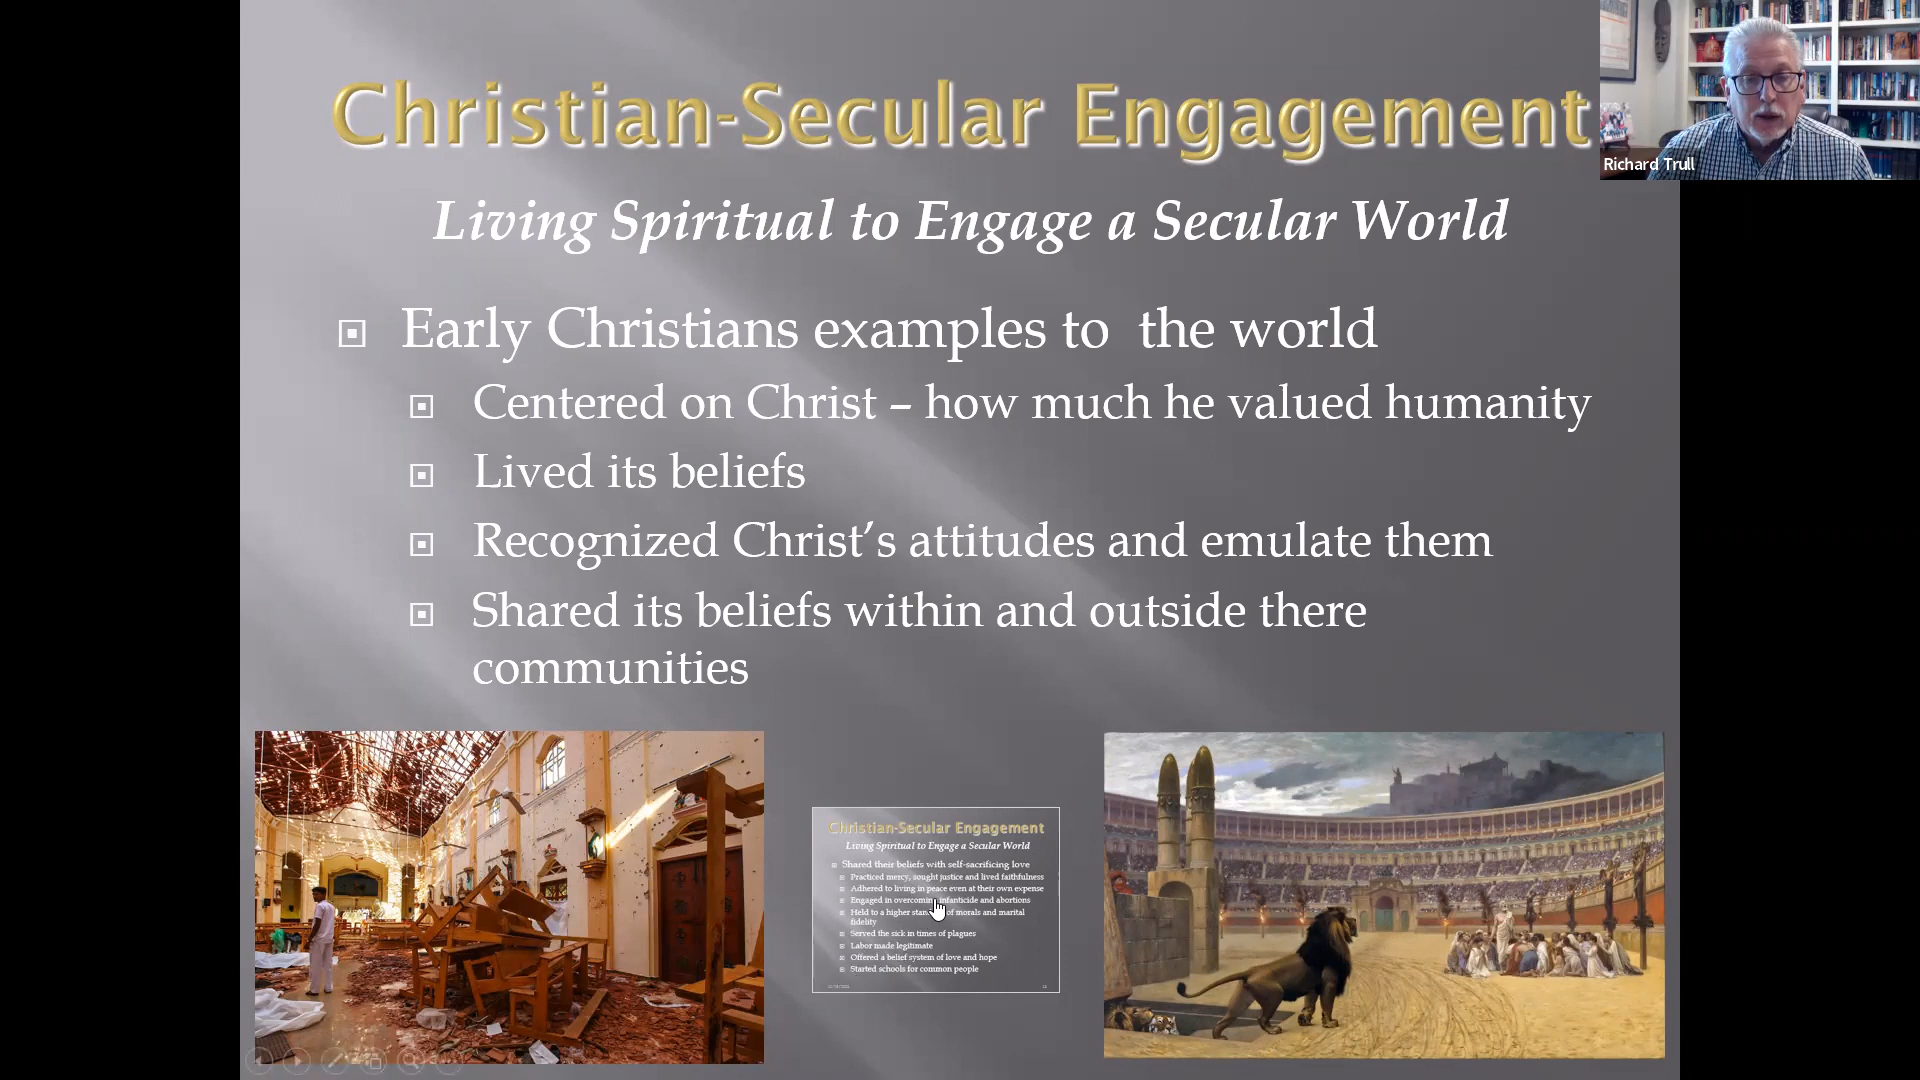 Christian-Secular Engagement
Richard Trull
Living Spiritual to Engage a Secular World
Early Christians examples to the world
Centered on Christ – how much he valued humanity
Lived its beliefs
Recognized Christ's attitudes and emulate them
Shared its beliefs within and outside there
communities
Christian-Secular Engagement
Living Spiritual to Engage a Secular World
Shared their beliefs with self-sacrificing love
Practiced mercy, sought justice and lived faithfulness
Adhered to living in peace even at their own expense
Engaged in overcoming infanticide and abortions
Held to a higher of morals and marital
fidelity
Served the sick in times of plagues
Labor made legitimate
Offered a belief system of love and hope
Started schools for common people